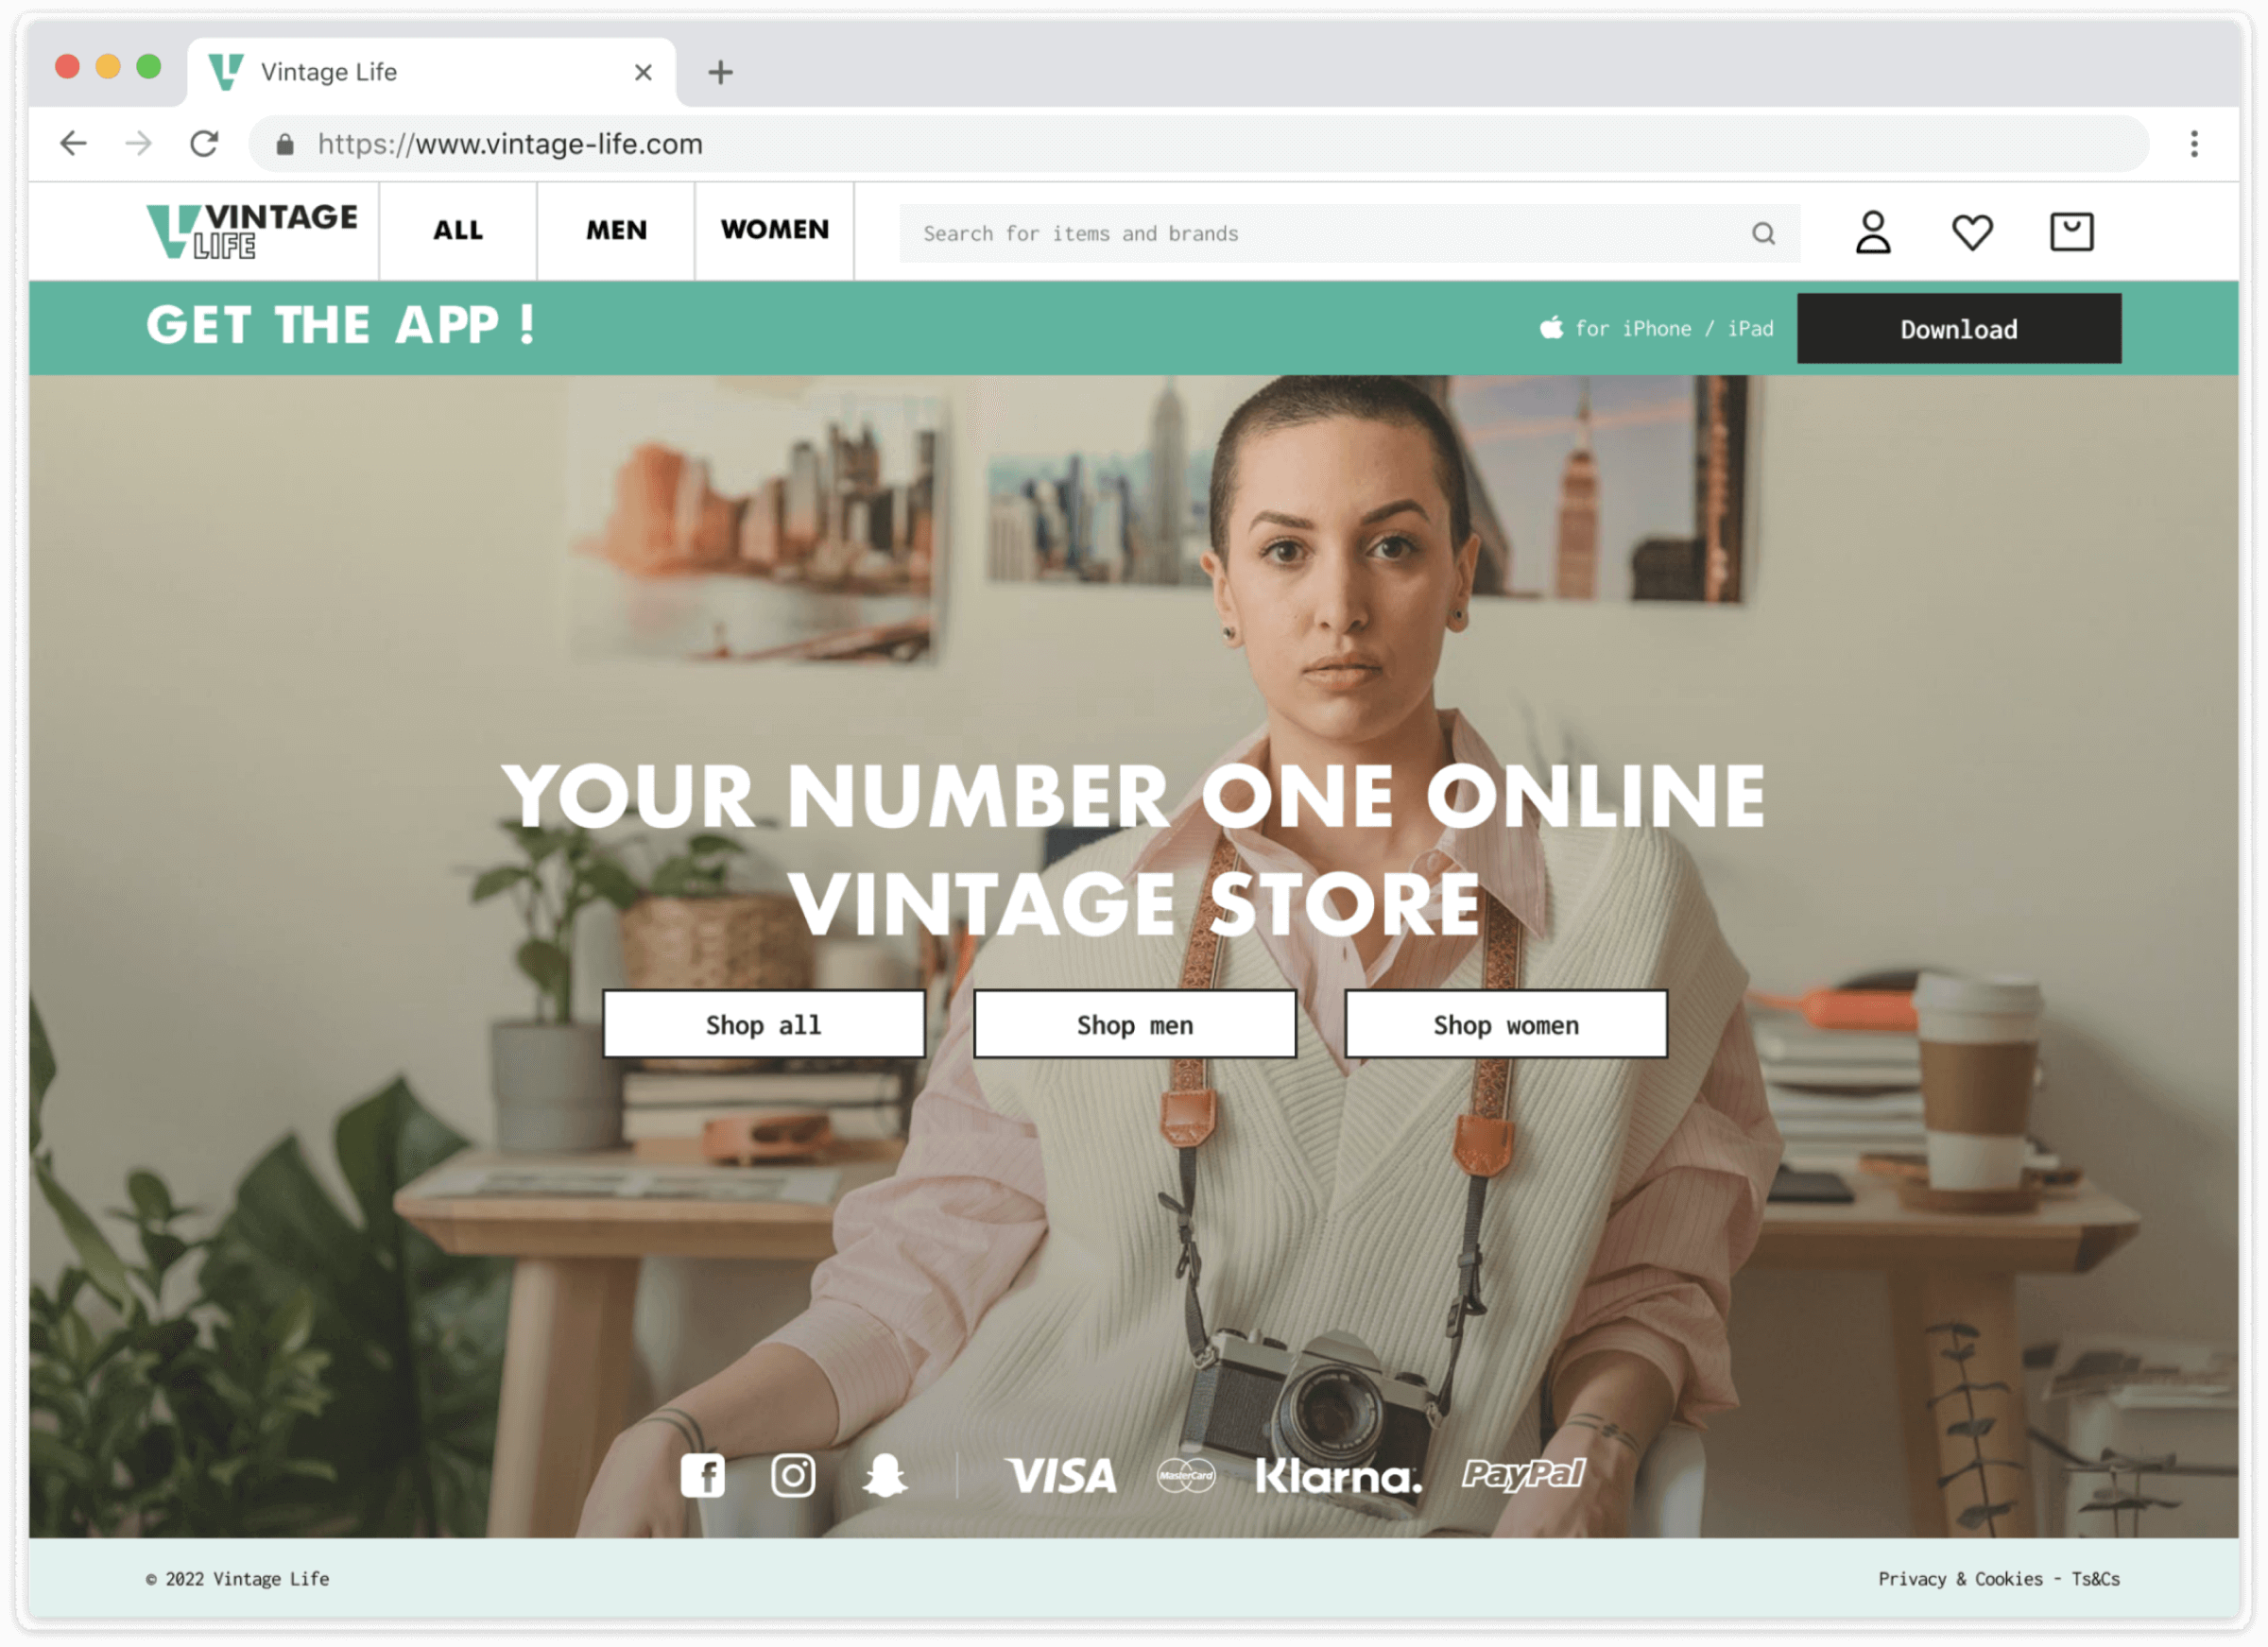 Vintage Life
https://www.vintage-life.com
VINTAGE
LIFE
ALL
MEN
WOMEN
Search for items and brands
GET THE APP !
for iPhone / iPad
Download
YOUR NUMBER ONE ONLINE
VINTAGE STORE
Shop all
Shop men
Shop women
VISA
MasterCard
Klarna.
PayPal
© 2022 Vintage Life
Privacy & Cookies - Ts&Cs